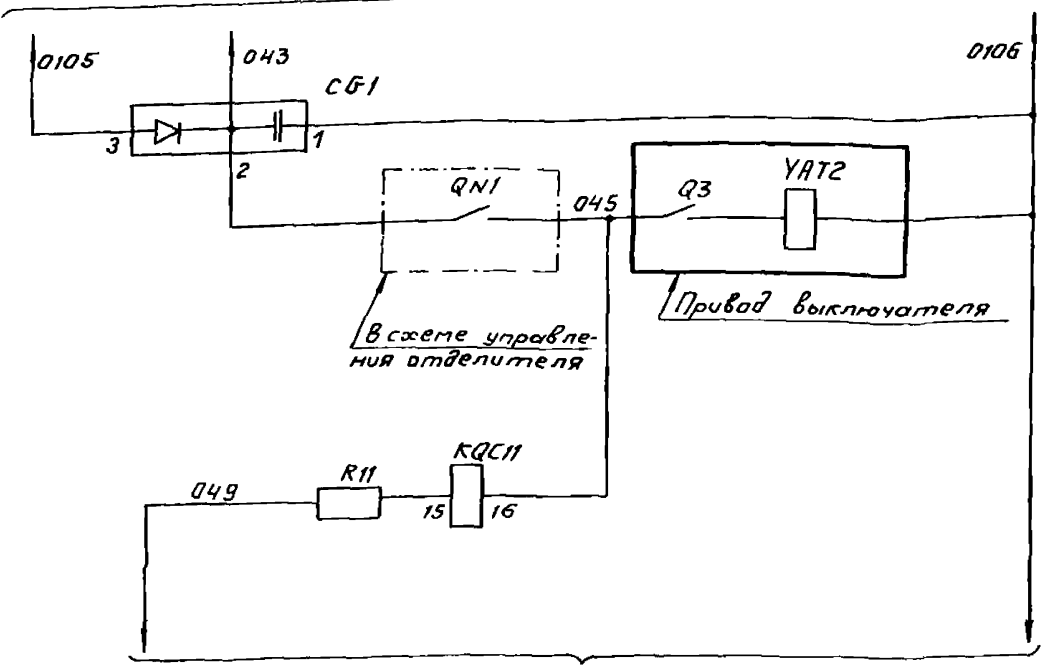 0105
043
0106
CG1
3
1
2
QN1
045
Q3
YAT2
Привод выключателя
В схеме управле-
ния отделителя
KQC11
R11
049
15
16